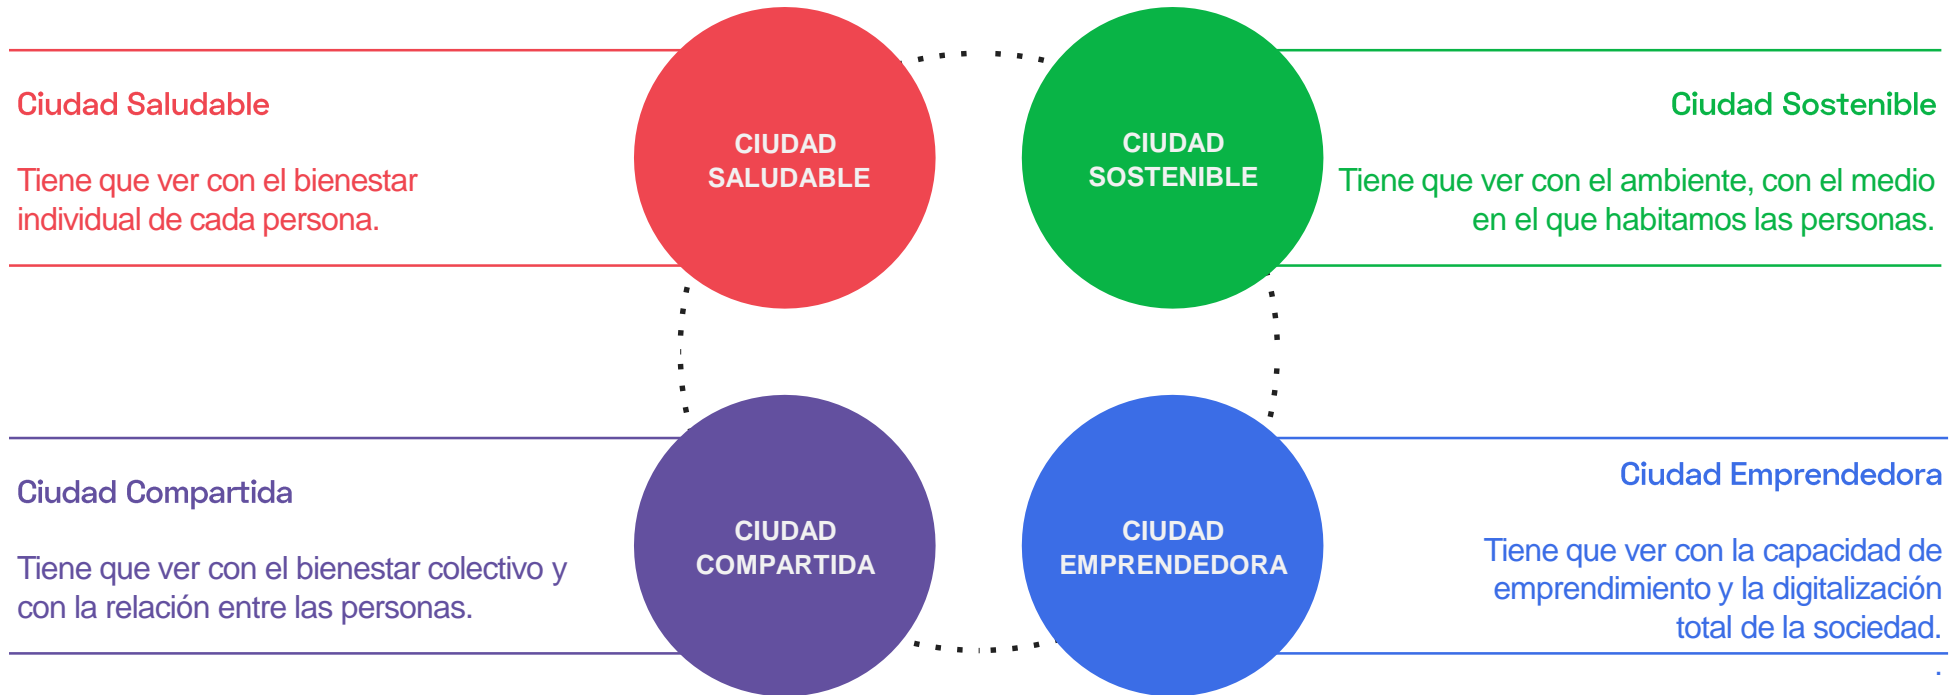 Ciudad Saludable
Tiene que ver con el bienestar
individual de cada persona.
CIUDAD
SALUDABLE
CIUDAD
SOSTENIBLE
Ciudad Sostenible
Tiene que ver con el ambiente, con el medio
en el que habitamos las personas.
Ciudad Compartida
Tiene que ver con el bienestar colectivo y
con la relación entre las personas.
CIUDAD
COMPARTIDA
CIUDAD
EMPRENDEDORA
Ciudad Emprendedora
Tiene que ver con la capacidad de
emprendimiento y la digitalización
total de la sociedad.
.